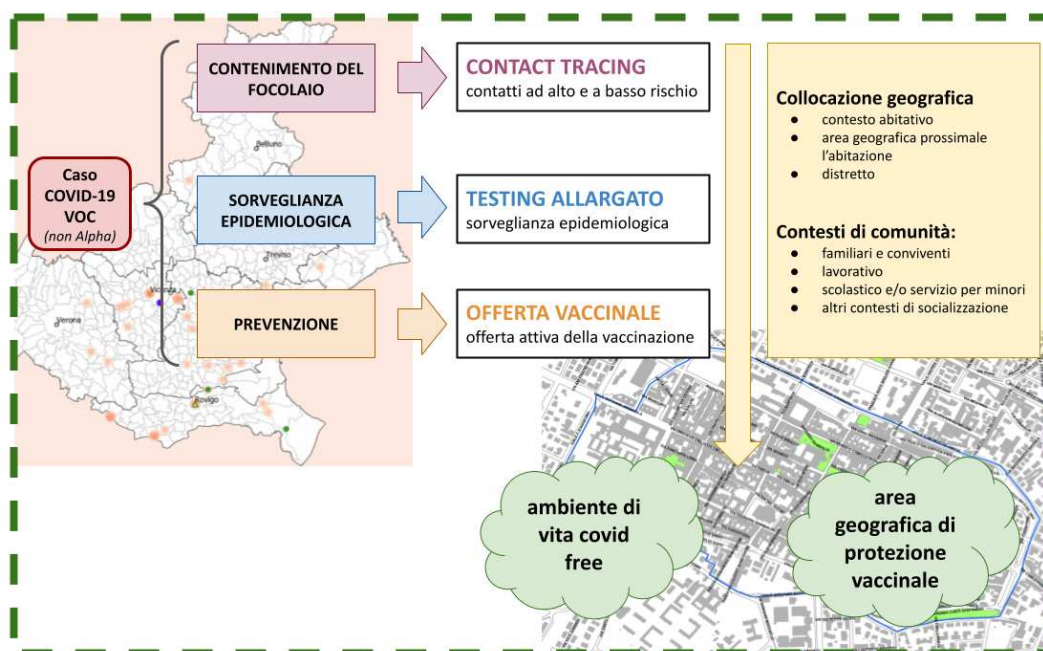 Caso
COVID-19
VOC
(non Alpha)
CONTENIMENTO DEL
FOCOLAIO
CONTACT TRACING
contatti ad alto e a basso rischio
SORVEGLIANZA
EPIDEMIOLOGICA
TESTING ALLARGATO
sorveglianza epidemiologica
PREVENZIONE
OFFERTA VACCINALE
offerta attiva della vaccinazione
Collocazione geografica
● contesto abitativo
● area geografica prossimale
l'abitazione
● distretto
Contesti di comunità:
● familiari e conviventi
● lavorativo
● scolastico e/o servizio per minori
● altri contesti di socializzazione
Belluno
Treviso
Vicenza
Verona
Rovigo
ambiente di
vita covid
free
area
geografica di
protezione
vaccinale